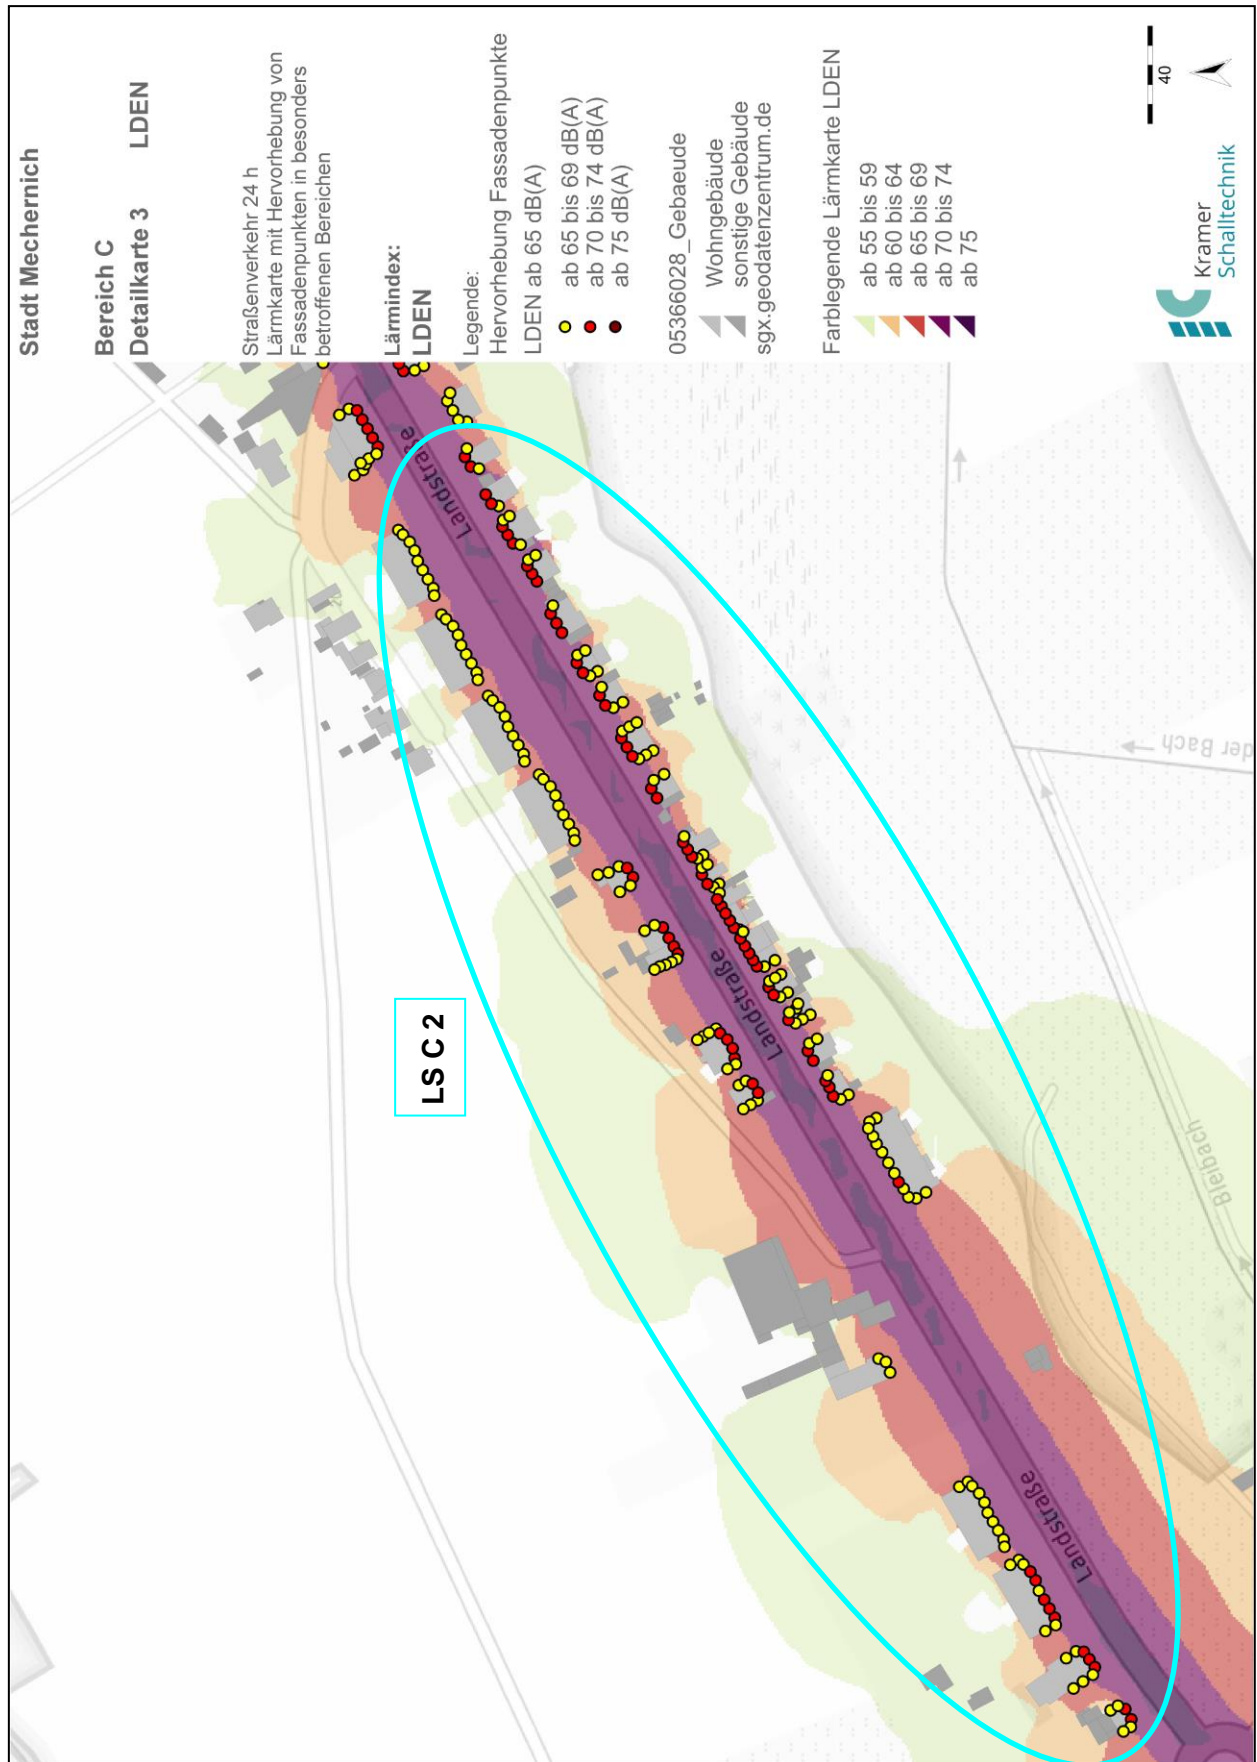 Stadt Mechernich
Bereich C
Detailkarte 3 LDEN
Straßenverkehr 24 h
Lärmkarte mit Hervorhebung von
Fassadenpunkten in besonders
betroffenen Bereichen
Lärmindex:
LDEN
Legende:
Hervorhebung Fassadenpunkte
LDEN ab 65 dB(A)
ab 65 bis 69 dB(A)
ab 70 bis 74 dB(A)
ab 75 dB(A)
05366028_Gebaeude
Wohngebäude
sonstige Gebäude
sgx.geodatenzentrum.de
Farblegende Lärmkarte LDEN
ab 55 bis 59
ab 60 bis 64
ab 65 bis 69
ab 70 bis 74
ab 75
40
Kramer
Schalltechnik
LS C 2
Landstraße
Landstraße
Landstraße
der Bach
Bleibach